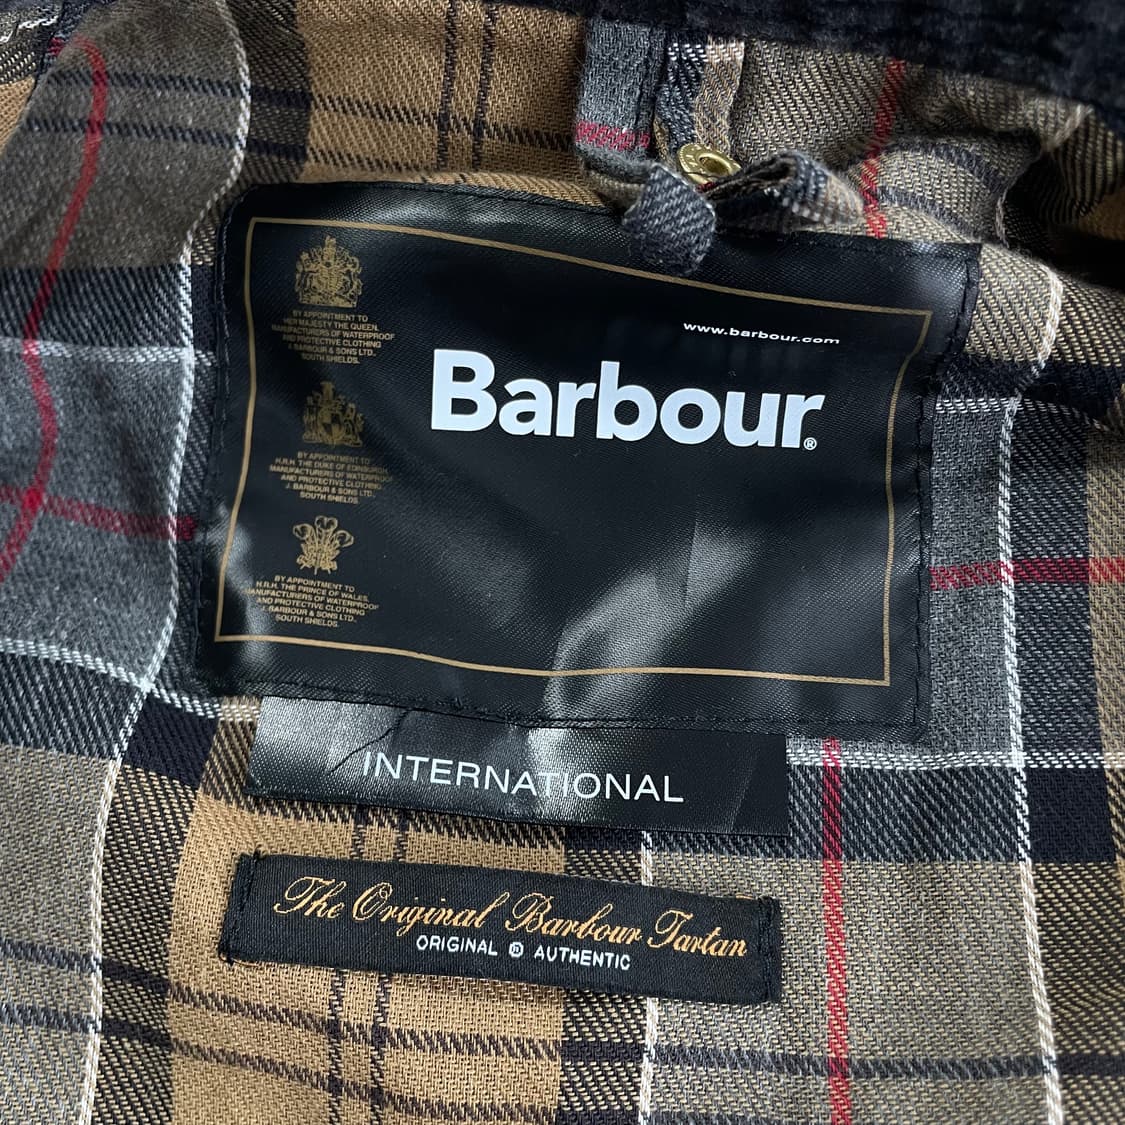 BY APPOINTMENT TO
HER MAJESTY THE QUEEN,
MANUFACTURERS OF WATERPROOF
AND PROTECTIVE CLOTHING
J. BARBOUR & SONS LTD.,
SOUTH SHIELDS.
BY APPOINTMENT TO
H.R.H. THE DUKE OF EDINBURGH,
MANUFACTURERS OF WATERPROOF
AND PROTECTIVE CLOTHING
J. BARBOUR & SONS LTD.,
SOUTH SHIELDS.
BY APPOINTMENT TO
H.R.H. THE PRINCE OF WALES,
MANUFACTURERS OF WATERPROOF
AND PROTECTIVE CLOTHING
J. BARBOUR & SONS LTD.
SOUTH SHIELDS.
www.barbour.com
Barbour®
INTERNATIONAL
The Original Barbour Tartan
ORIGINAL AUTHENTIC